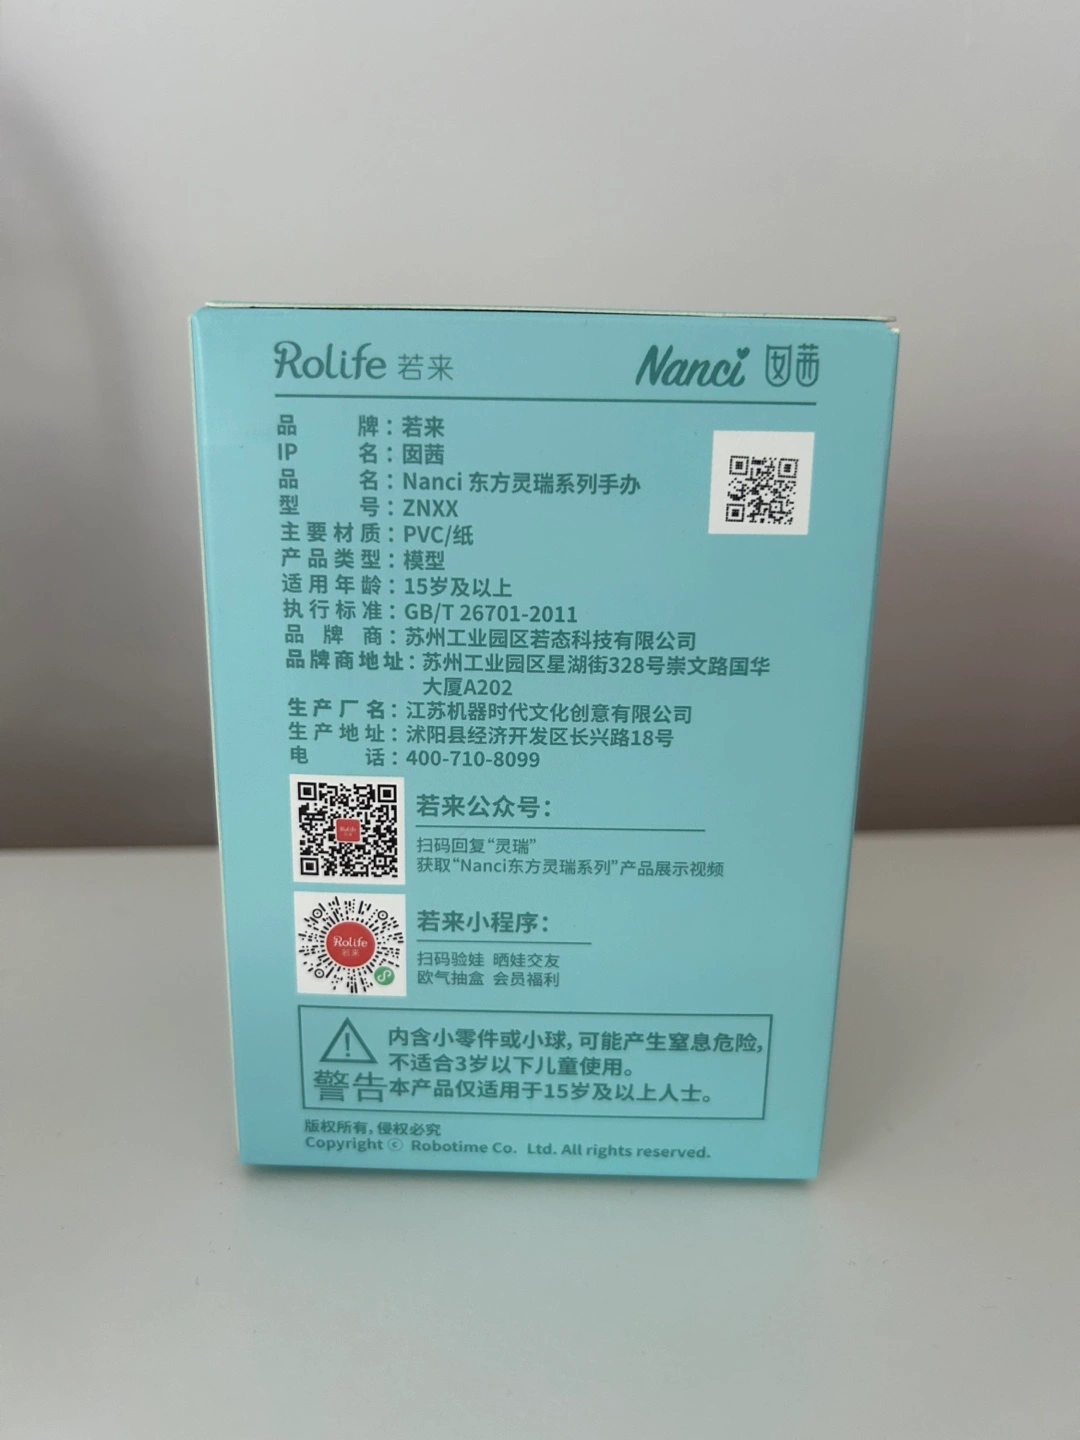 Rolife 若来
Nanci 囡茜
品牌：若来
IP名：囡茜
品名：Nanci 东方灵瑞系列手办
型号：ZNXX
主要材质：PVC/纸
产品类型：模型
适用年龄：15岁及以上
执行标准：GB/T 26701-2011
品牌商：苏州工业园区若态科技有限公司
品牌商地址：苏州工业园区星湖街328号崇文路国华
大厦A202
生产厂名：江苏机器时代文化创意有限公司
生产地址：沭阳县经济开发区长兴路18号
电话：400-710-8099
若来公众号：
扫码回复“灵瑞”
获取“Nanci东方灵瑞系列”产品展示视频
Rolife
若来
若来小程序：
扫码验娃 晒娃交友
欧气抽盒 会员福利
内含小零件或小球，可能产生窒息危险，
不适合3岁以下儿童使用。
警告 本产品仅适用于15岁及以上人士。
版权所有，侵权必究
Copyright © Robotime Co. Ltd. All rights reserved.